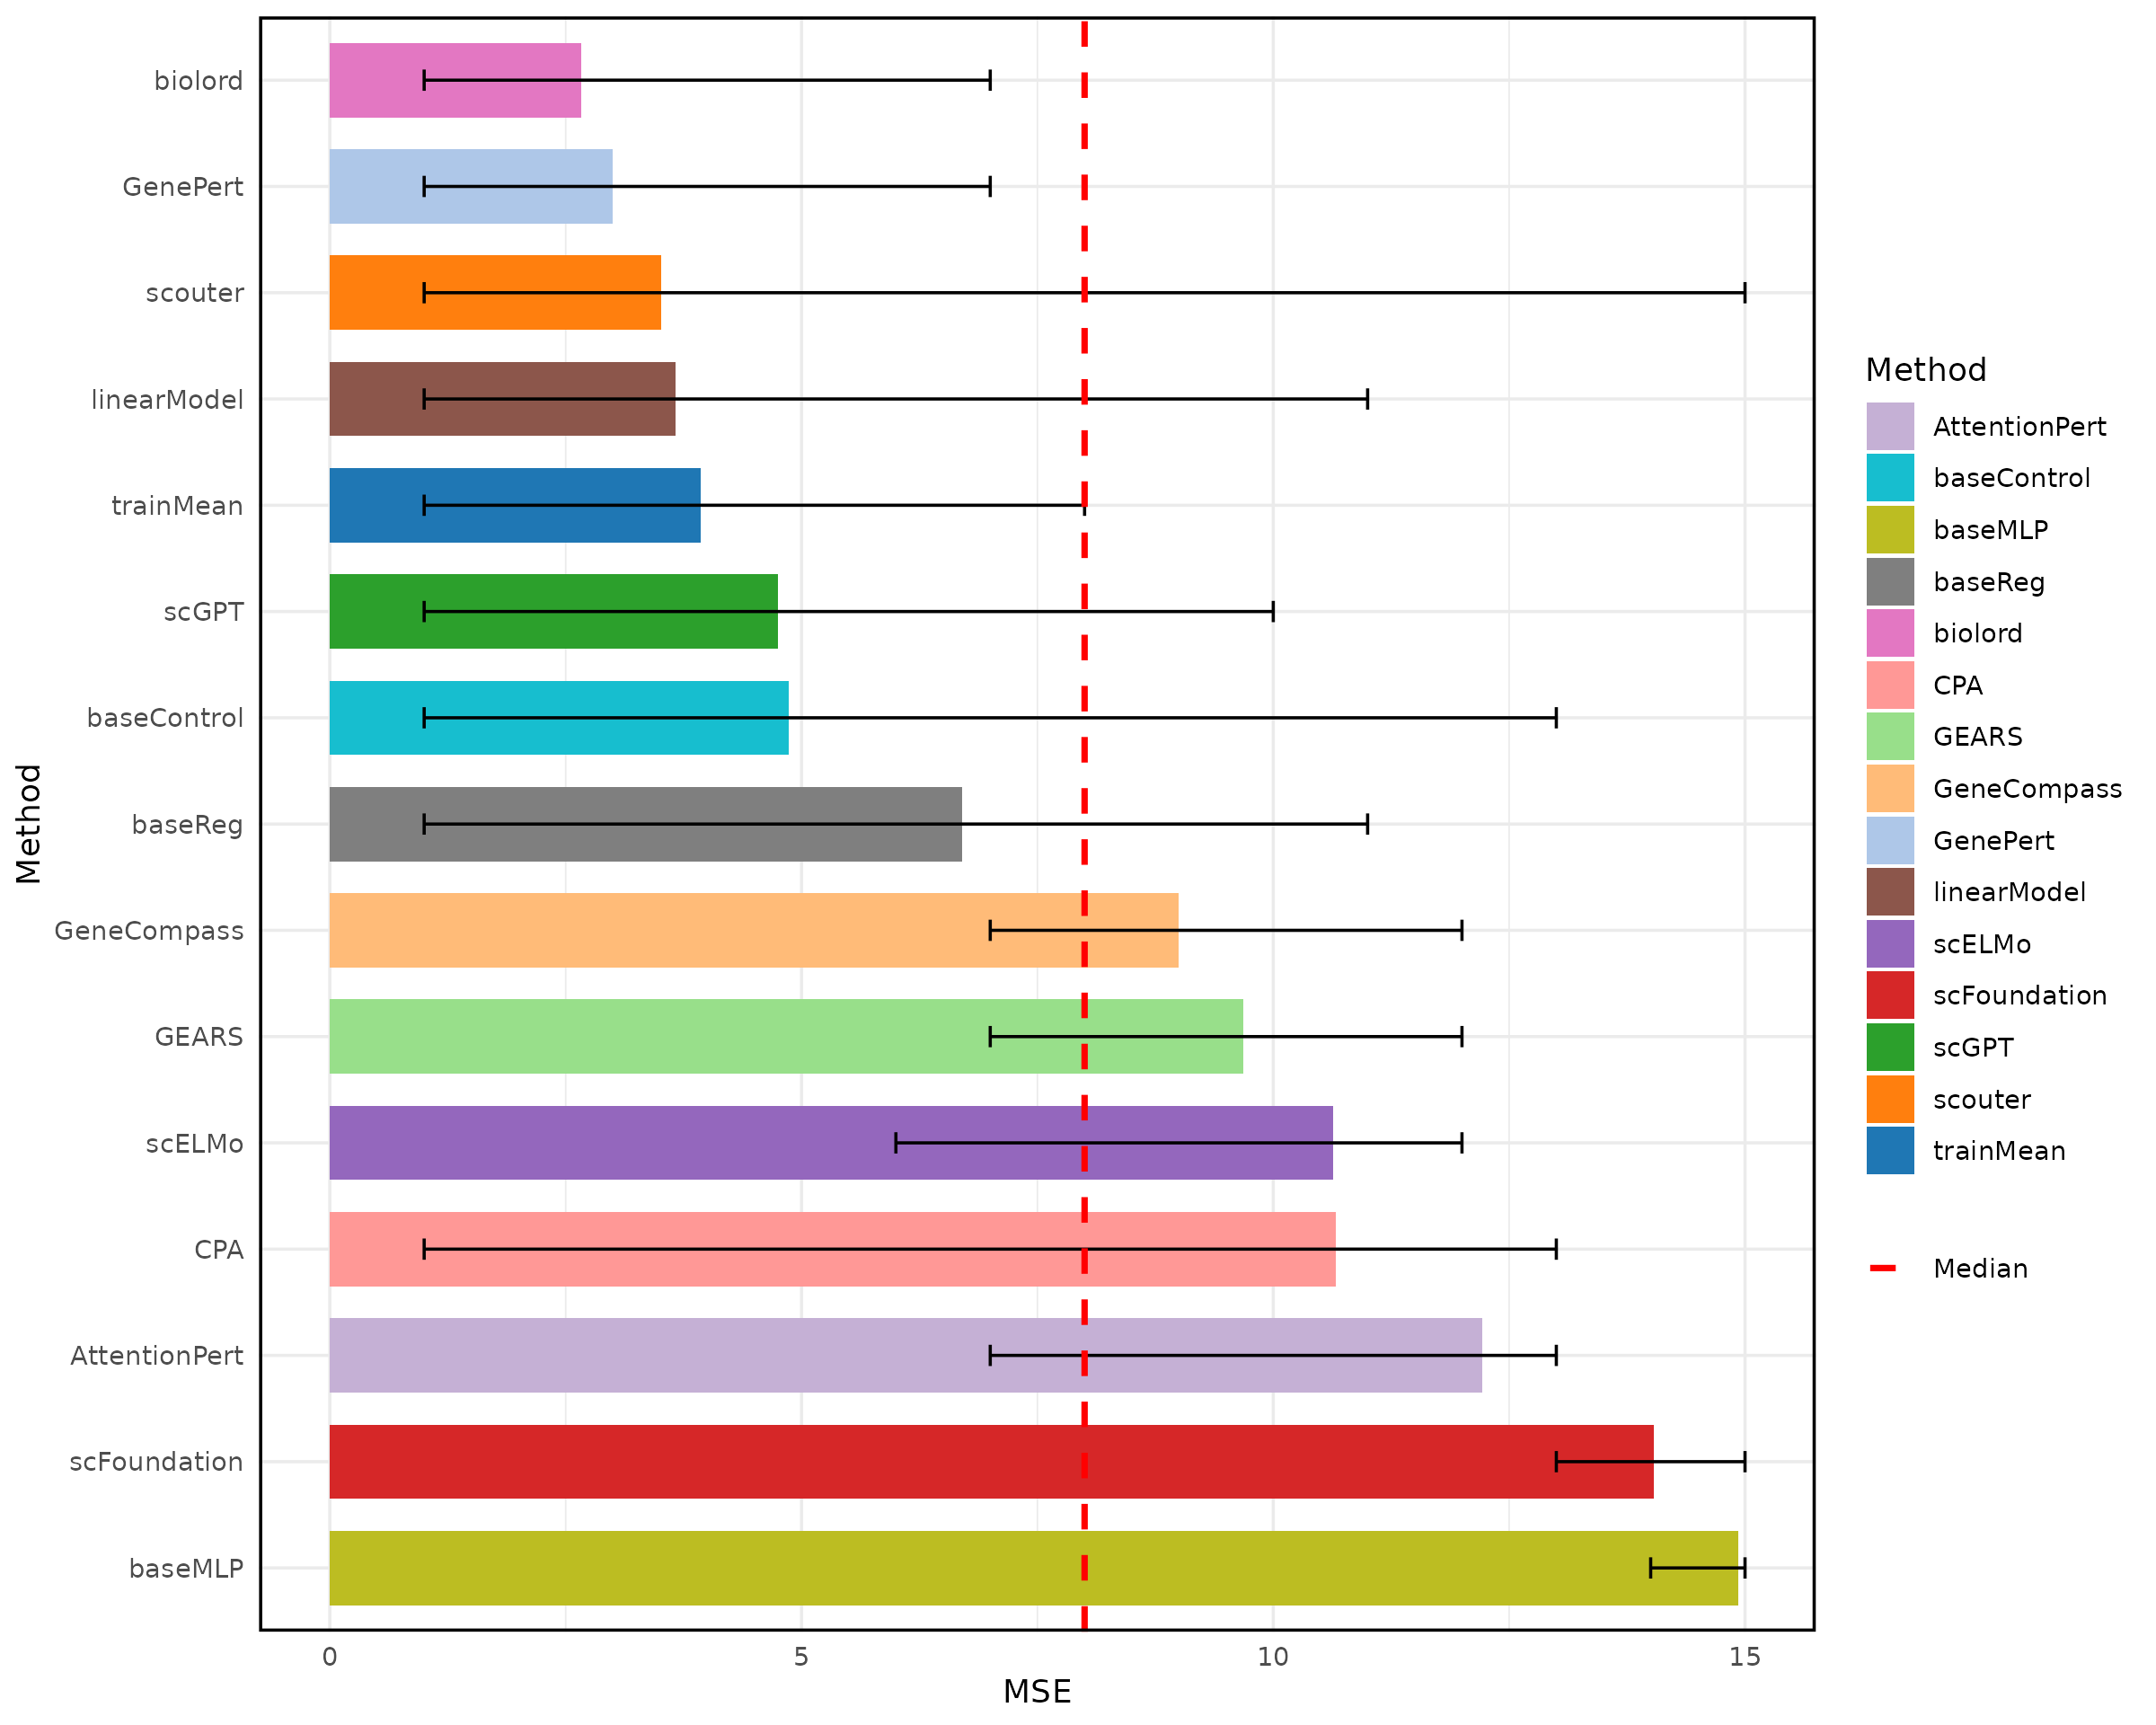 Method
biolord
GenePert
scouter
linearModel
trainMean
scGPT
baseControl
baseReg
GeneCompass
GEARS
scELMo
CPA
AttentionPert
scFoundation
baseMLP
0 5 10 15
MSE
Method
AttentionPert
baseControl
baseMLP
baseReg
biolord
CPA
GEARS
GeneCompass
GenePert
linearModel
scELMo
scFoundation
scGPT
scouter
trainMean
Median